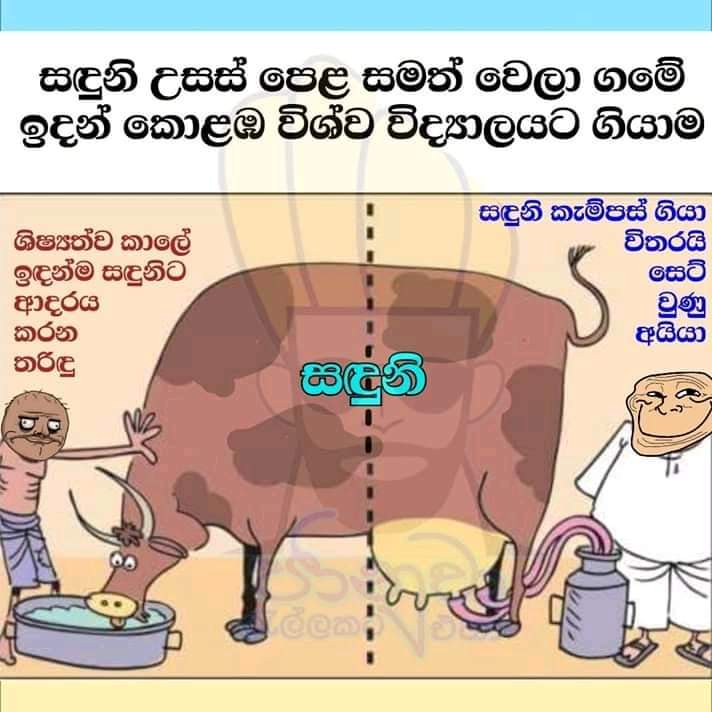 සඳුනි උසස් පෙළ සමත් වෙලා ගමේ
ඉදන් කොළඹ විශ්ව විද්‍යාලයට ගියාම
ශිෂ්‍යත්ව කාලේ
ඉඳන්ම සඳුනිට
ආදරය
කරන
තරිඳු
සඳුනි කැම්පස් ගියා
විතරයි
සෙට්
වුණු
අයියා
සඳුනි